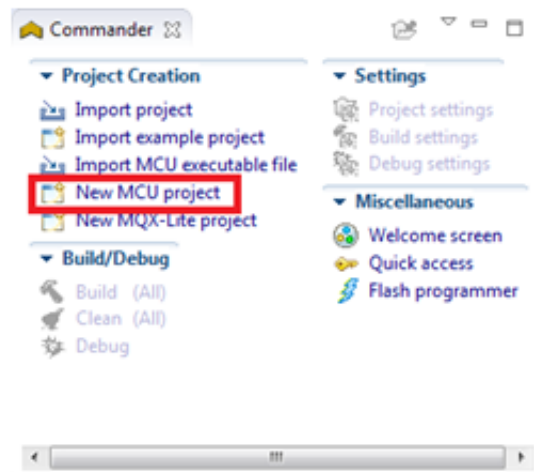 Commander
Project Creation
Import project
Import example project
Import MCU executable file
New MCU project
New MQX-Lite project
Build/Debug
Build (All)
Clean (All)
Debug
Settings
Project settings
Build settings
Debug settings
Miscellaneous
Welcome screen
Quick access
Flash programmer